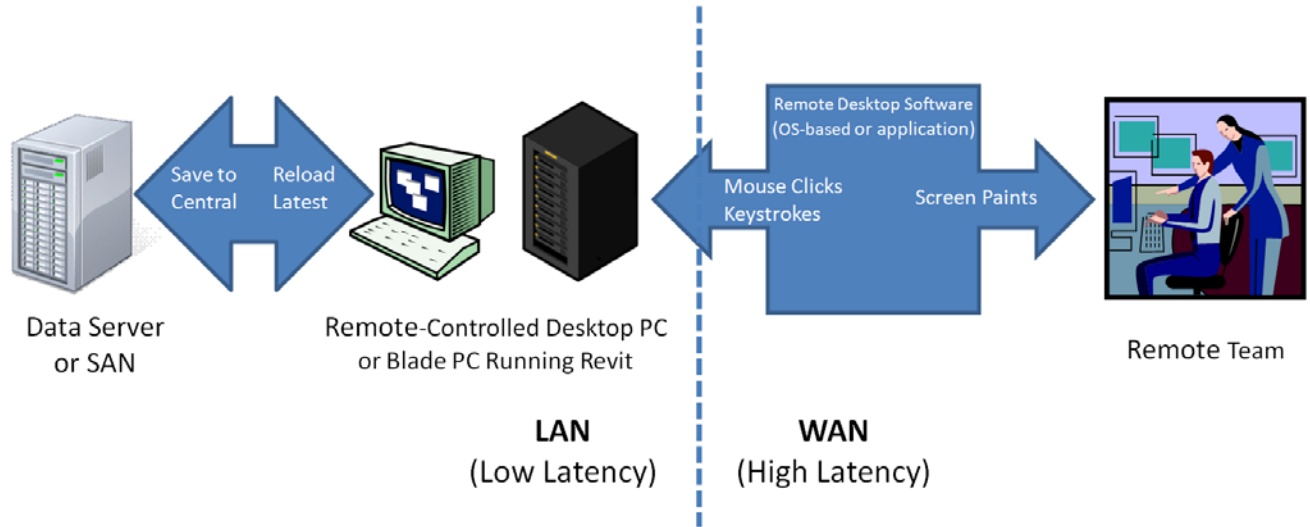 Save to
Central
Reload
Latest
Data Server
or SAN
Remote-Controlled Desktop PC
or Blade PC Running Revit
Remote Desktop Software
(OS-based or application)
Mouse Clicks
Keystrokes
Screen Paints
Remote Team
LAN
(Low Latency)
WAN
(High Latency)